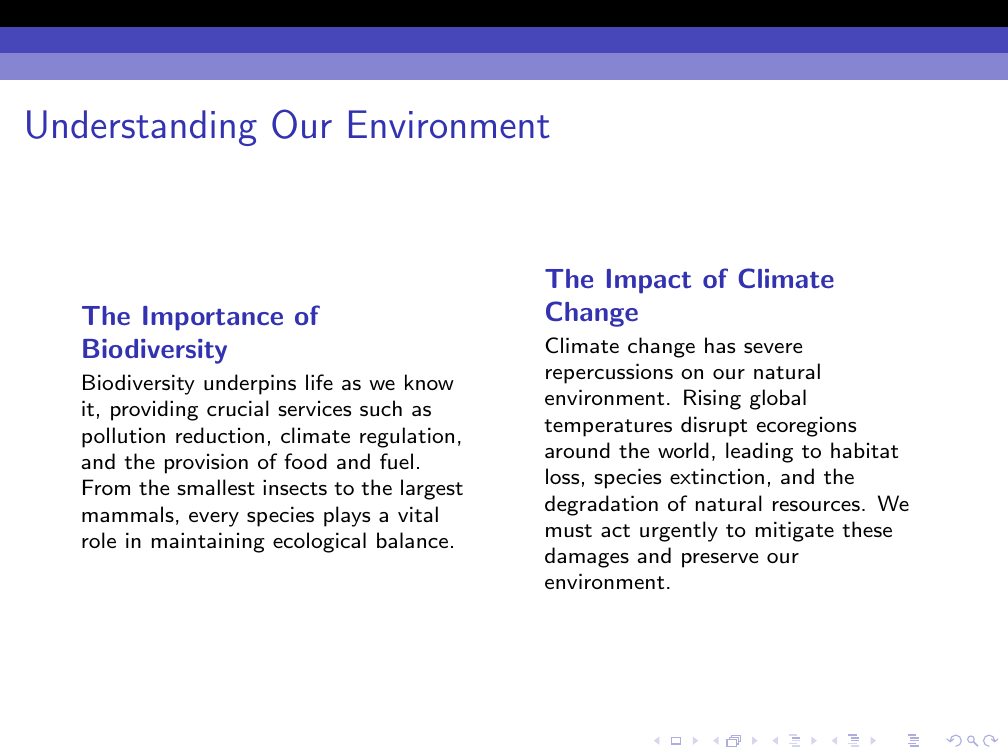 Understanding Our Environment
The Importance of
Biodiversity
Biodiversity underpins life as we know
it, providing crucial services such as
pollution reduction, climate regulation,
and the provision of food and fuel.
From the smallest insects to the largest
mammals, every species plays a vital
role in maintaining ecological balance.
The Impact of Climate
Change
Climate change has severe
repercussions on our natural
environment. Rising global
temperatures disrupt ecoregions
around the world, leading to habitat
loss, species extinction, and the
degradation of natural resources. We
must act urgently to mitigate these
damages and preserve our
environment.